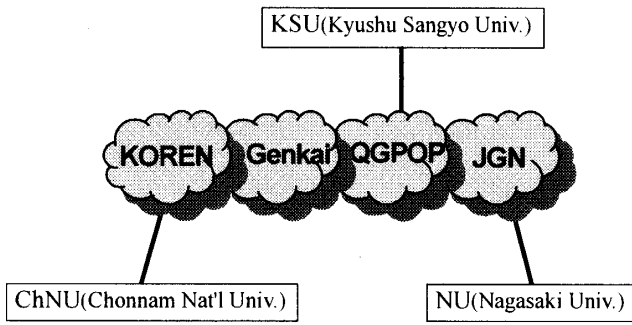 KSU(Kyushu Sangyo Univ.)
KOREN
Genkai
QGPOP
JGN
ChNU(Chonnam Nat'l Univ.)
NU(Nagasaki Univ.)